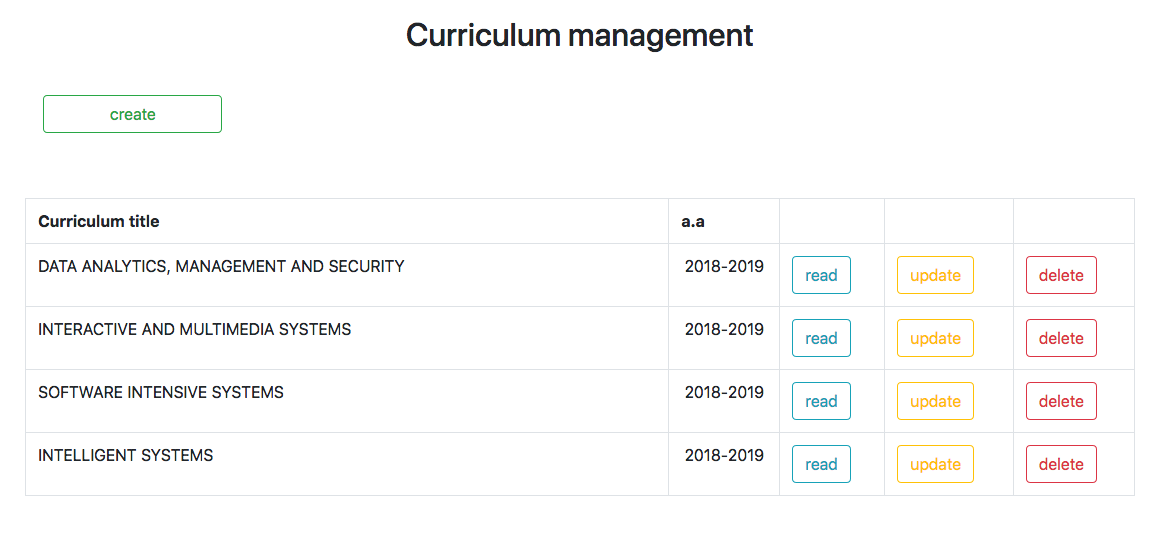 Curriculum management
create
Curriculum title a.a
DATA ANALYTICS, MANAGEMENT AND SECURITY 2018-2019 read update delete
INTERACTIVE AND MULTIMEDIA SYSTEMS 2018-2019 read update delete
SOFTWARE INTENSIVE SYSTEMS 2018-2019 read update delete
INTELLIGENT SYSTEMS 2018-2019 read update delete